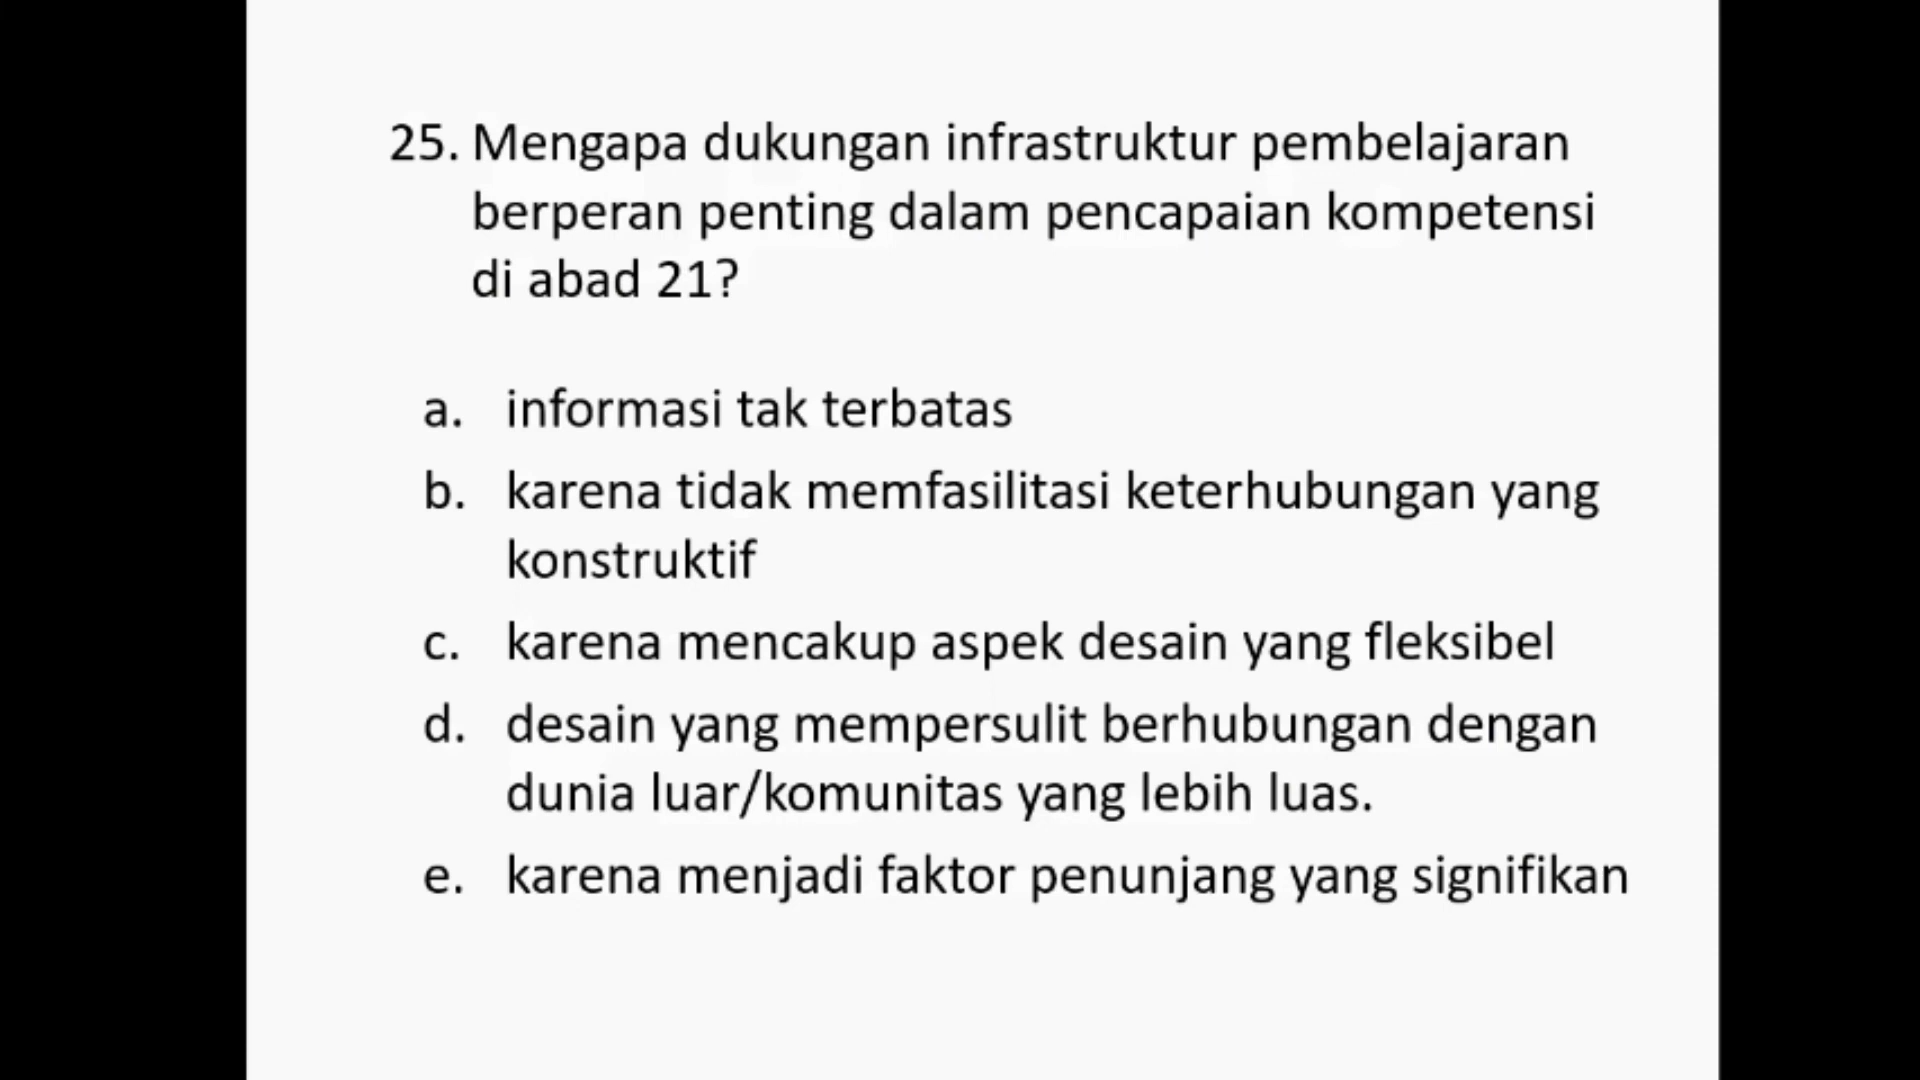 25. Mengapa dukungan infrastruktur pembelajaran
berperan penting dalam pencapaian kompetensi
di abad 21?
a. informasi tak terbatas
b. karena tidak memfasilitasi keterhubungan yang
konstruktif
c. karena mencakup aspek desain yang fleksibel
d. desain yang mempersulit berhubungan dengan
dunia luar/komunitas yang lebih luas.
e. karena menjadi faktor penunjang yang signifikan